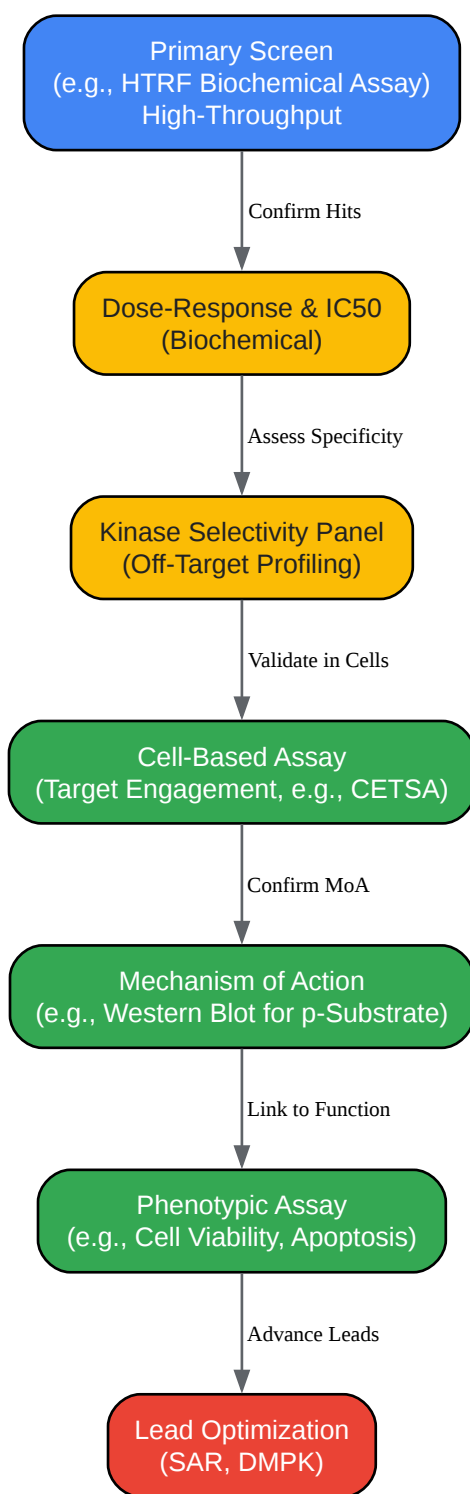 Primary Screen
(e.g., HTRF Biochemical Assay)
High-Throughput
Confirm Hits
Dose-Response & IC50
(Biochemical)
Assess Specificity
Kinase Selectivity Panel
(Off-Target Profiling)
Validate in Cells
Cell-Based Assay
(Target Engagement, e.g., CETSA)
Confirm MoA
Mechanism of Action
(e.g., Western Blot for p-Substrate)
Link to Function
Phenotypic Assay
(e.g., Cell Viability, Apoptosis)
Advance Leads
Lead Optimization
(SAR, DMPK)